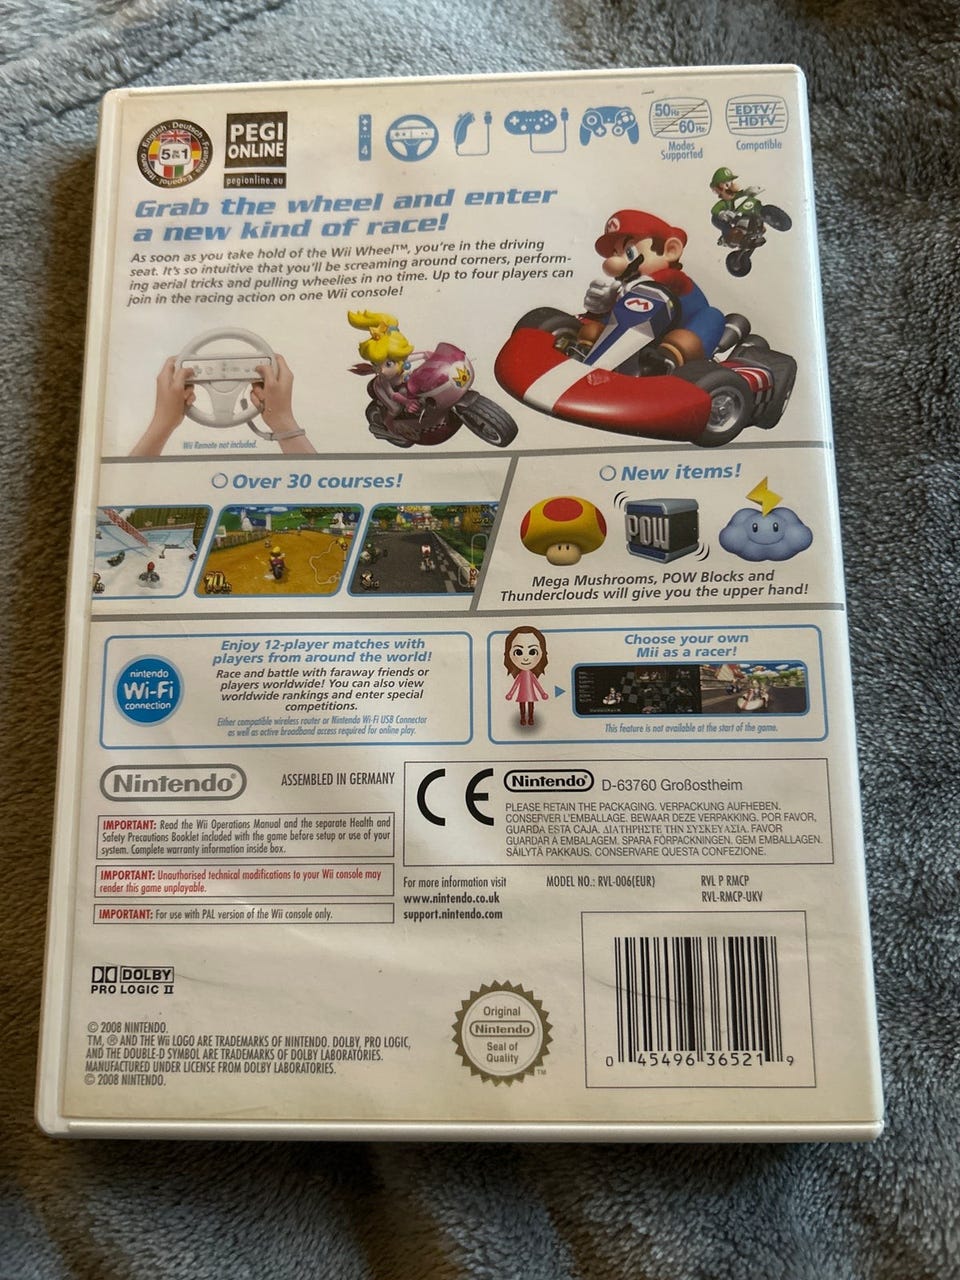 English · Deutsch · Français · Español · Italiano
5 IN 1
PEGI
ONLINE
pegionline.eu
4
50Hz
60Hz
Modes
Supported
EDTV/
HDTV
Compatible
Grab the wheel and enter
a new kind of race!
As soon as you take hold of the Wii Wheel™, you're in the driving
seat. It's so intuitive that you'll be screaming around corners, perform-
ing aerial tricks and pulling wheelies in no time. Up to four players can
join in the racing action on one Wii console!
Wii Remote not included.
Over 30 courses!
New items!
POW
Mega Mushrooms, POW Blocks and
Thunderclouds will give you the upper hand!
nintendo
Wi-Fi
connection
Enjoy 12-player matches with
players from around the world!
Race and battle with faraway friends or
players worldwide! You can also view
worldwide rankings and enter special
competitions.
Either compatible wireless router or Nintendo Wi-Fi USB Connector
as well as active broadband access required for online play.
Choose your own
Mii as a racer!
This feature is not available at the start of the game.
Nintendo®
ASSEMBLED IN GERMANY
CE
Nintendo® D-63760 Großostheim
PLEASE RETAIN THE PACKAGING. VERPACKUNG AUFHEBEN.
CONSERVER L'EMBALLAGE. BEWAAR DEZE VERPAKKING. POR FAVOR,
GUARDA ESTA CAJA. ΔΙΑΤΗΡΗΣΤΕ ΤΗΝ ΣΥΣΚΕΥΑΣΙΑ. FAVOR
GUARDAR A EMBALAGEM. SPARA FÖRPACKNINGEN. GEM EMBALLAGEN.
SÄILYTÄ PAKKAUS. CONSERVARE QUESTA CONFEZIONE.
IMPORTANT: Read the Wii Operations Manual and the separate Health and
Safety Precautions Booklet included with the game before setup or use of your
system. Complete warranty information inside box.
IMPORTANT: Unauthorised technical modifications to your Wii console may
render this game unplayable.
IMPORTANT: For use with PAL version of the Wii console only.
For more information visit
www.nintendo.co.uk
support.nintendo.com
MODEL NO.: RVL-006(EUR)
RVL P RMCP
RVL-RMCP-UKV
DOLBY
PRO LOGIC II
© 2008 NINTENDO.
TM, ® AND THE Wii LOGO ARE TRADEMARKS OF NINTENDO. DOLBY, PRO LOGIC,
AND THE DOUBLE-D SYMBOL ARE TRADEMARKS OF DOLBY LABORATORIES.
MANUFACTURED UNDER LICENSE FROM DOLBY LABORATORIES.
© 2008 NINTENDO.
Original
Nintendo
Seal of
Quality
TM
0 45496 36521 9